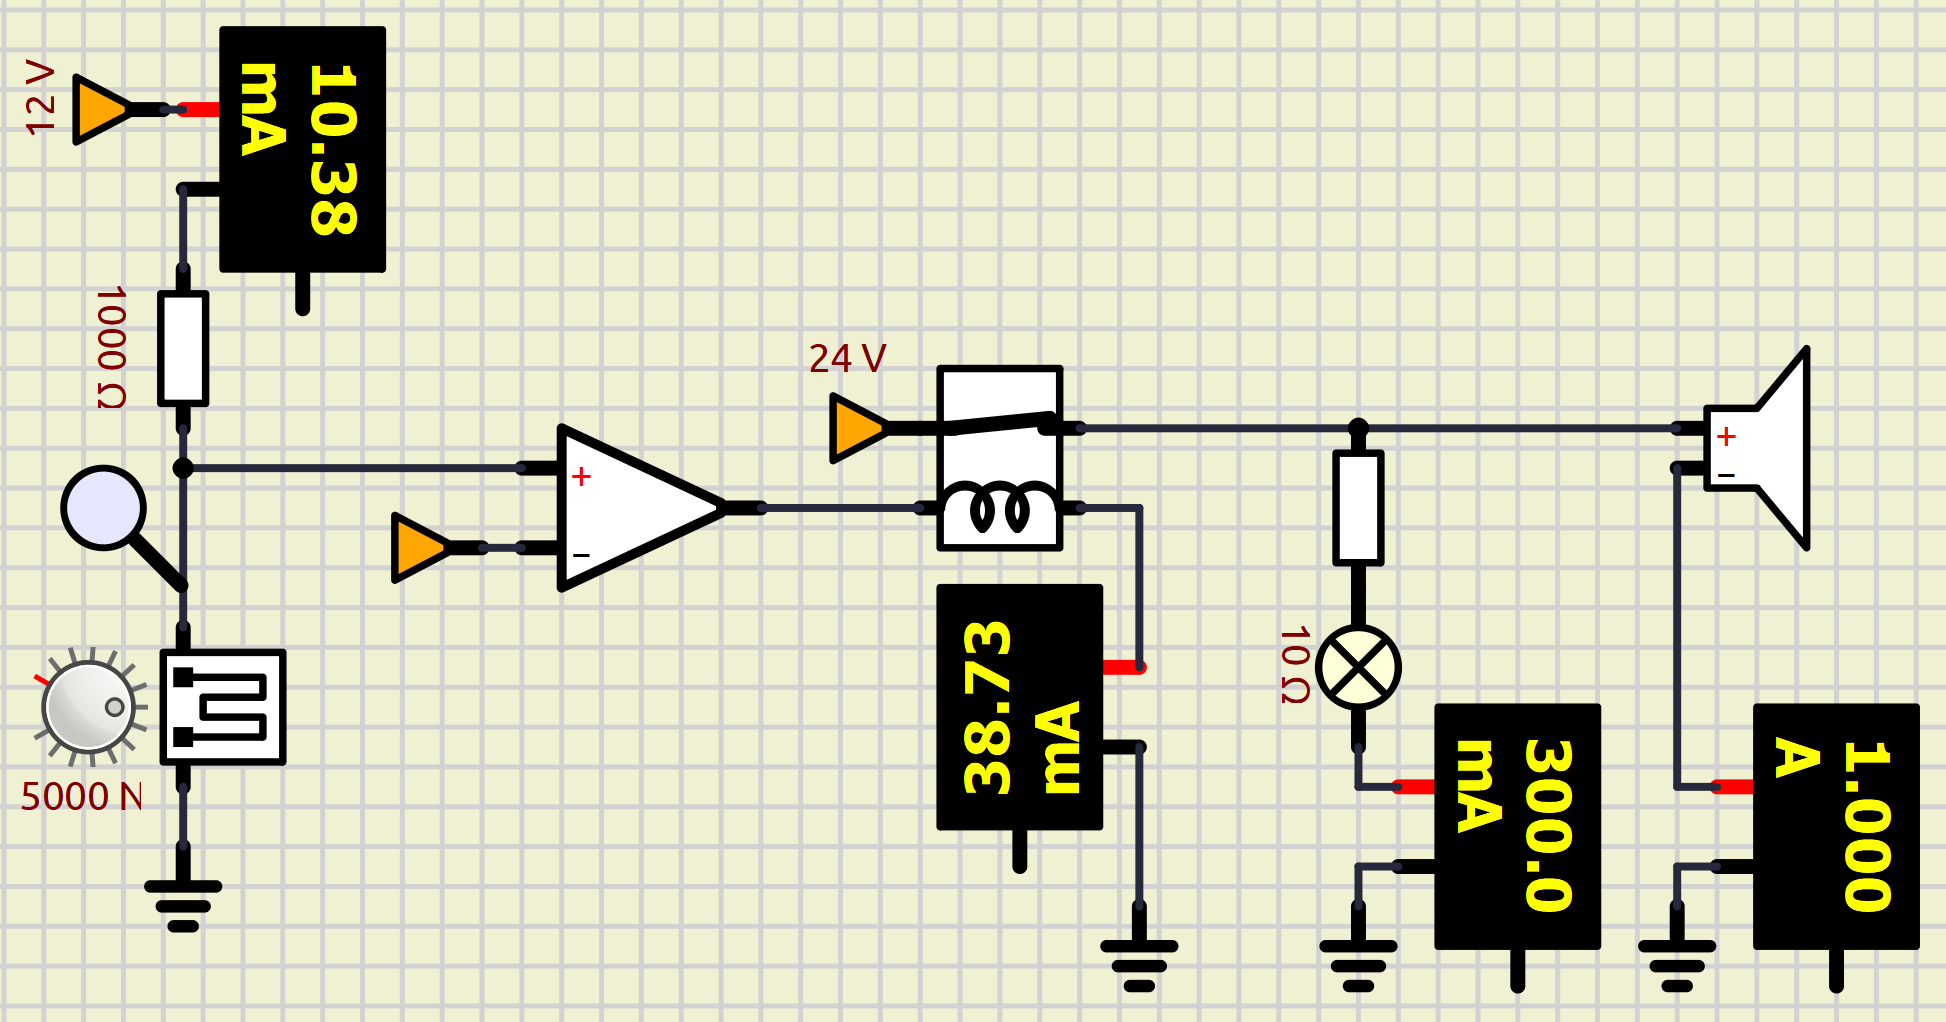 12 V
10.38
mA
1000 Ω
24 V
+
−
+
−
5000 N
38.73
mA
10 Ω
300.0
mA
1.000
A